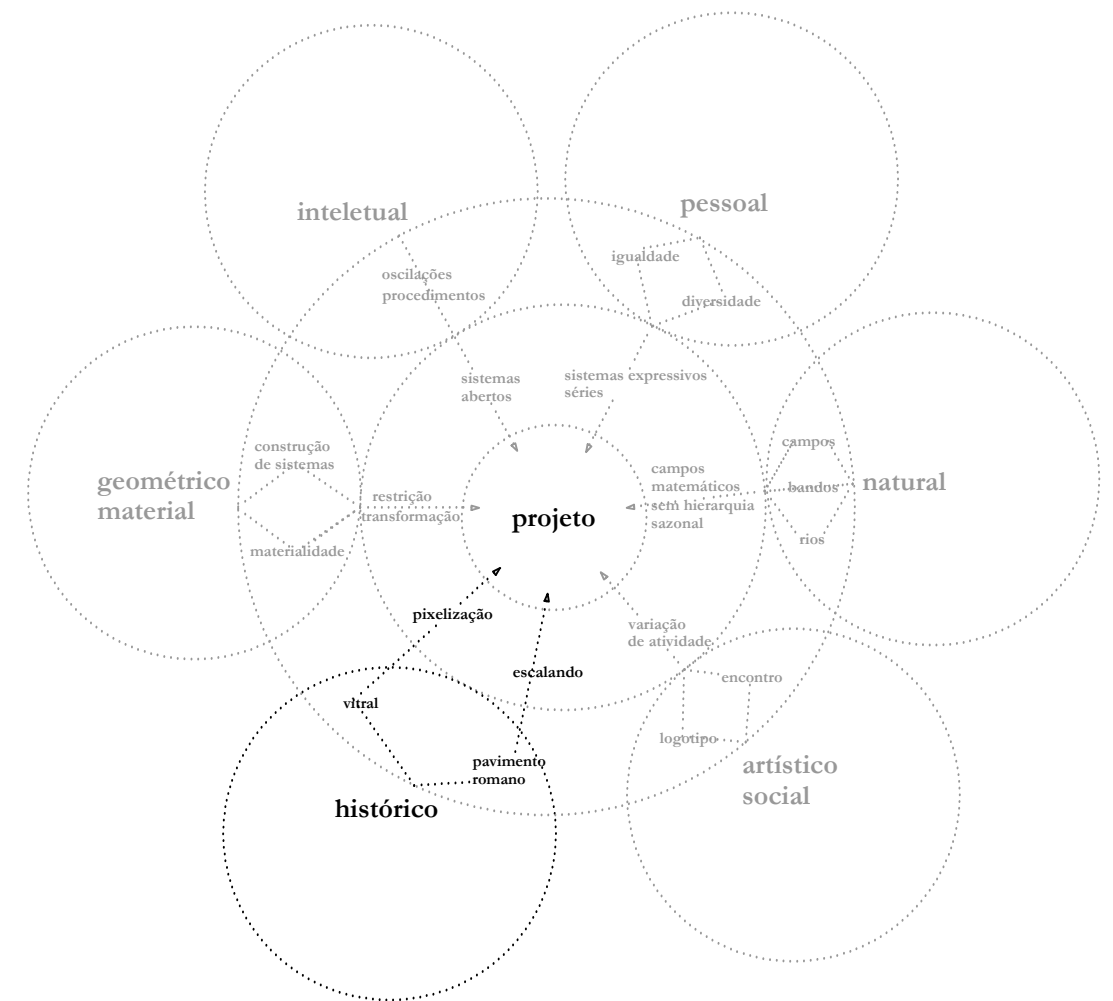 inteletual
oscilações
procedimentos
sistemas
abertos
pessoal
igualdade
diversidade
sistemas expressivos
séries
geométrico
material
construção
de sistemas
materialidade
restrição
transformação
projeto
campos
matemáticos
sem hierarquia
sazonal
campos
bandos
rios
natural
pixelização
escalando
vitral
pavimento
romano
histórico
variação
de atividade
encontro
logotipo
artístico
social